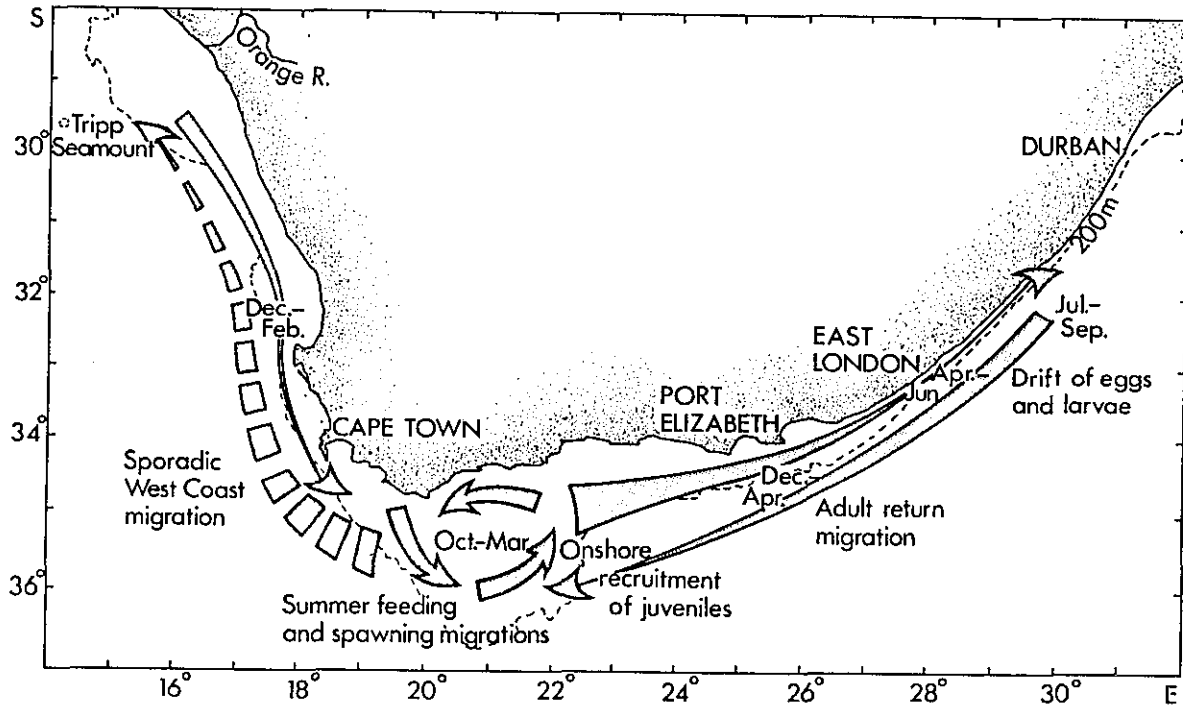 S
Orange R.
30°
Tripp
Seamount
DURBAN
200m
32°
Dec.–
Feb.
EAST
LONDON
Jul.–
Sep.
Apr.–
Jun
Drift of eggs
and larvae
PORT
ELIZABETH
34°
CAPE TOWN
Sporadic
West Coast
migration
Dec.
Apr.
Adult return
migration
Oct.–Mar.
Onshore
recruitment
of juveniles
36°
Summer feeding
and spawning migrations
16° 18° 20° 22° 24° 26° 28° 30° E